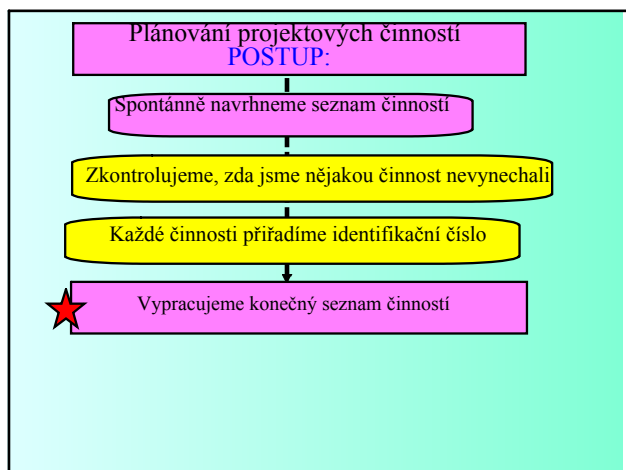 Plánování projektových činností
POSTUP:
Spontánně navrhneme seznam činností
Zkontrolujeme, zda jsme nějakou činnost nevynechali
Každé činnosti přiřadíme identifikační číslo
Vypracujeme konečný seznam činností